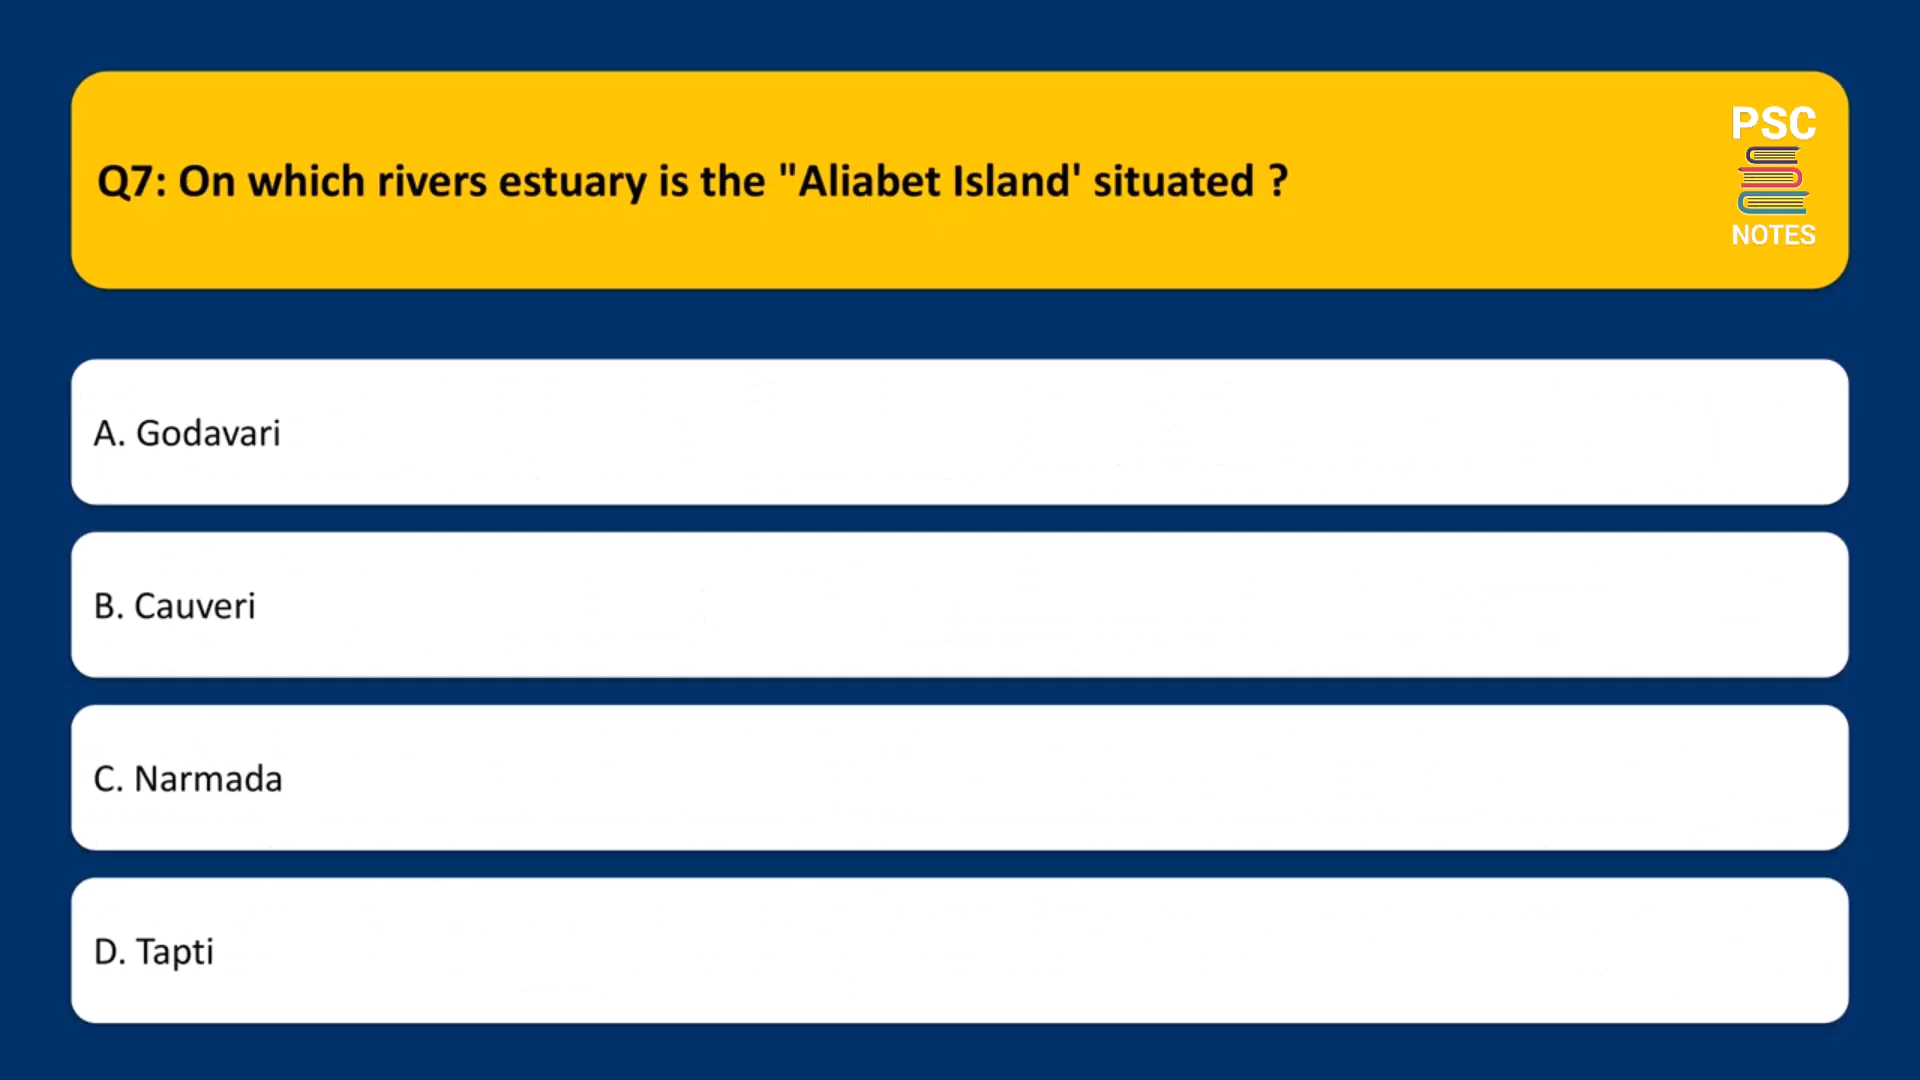 PSC
Q7: On which rivers estuary is the "Aliabet Island' situated ?
NOTES
A. Godavari
B. Cauveri
C. Narmada
D. Tapti